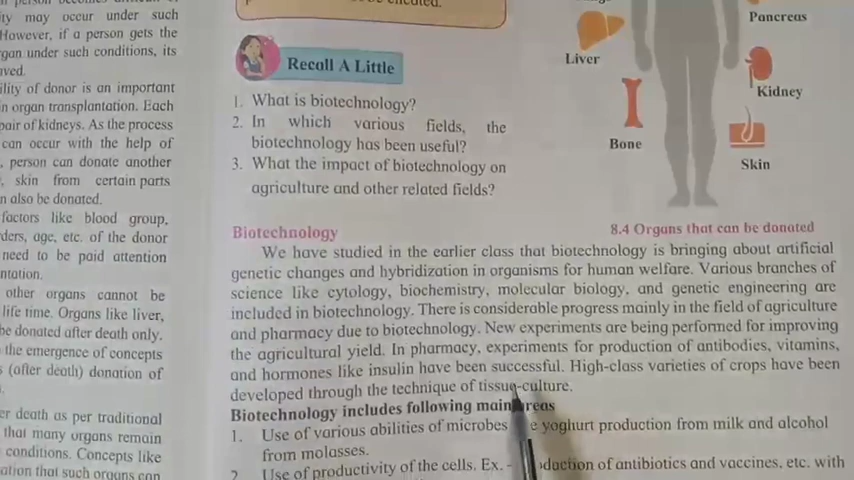 ity may occur under such
However, if a person gets the
gan under such conditions, its
ved.
ility of donor is an important
in organ transplantation. Each
pair of kidneys. As the process
can occur with the help of
, person can donate another
, skin from certain parts
n also be donated.
factors like blood group,
ders, age, etc. of the donor
need to be paid attention
ntation.
other organs cannot be
life time. Organs like liver,
be donated after death only.
the emergence of concepts
s (after death) donation of
er death as per traditional
that many organs remain
conditions. Concepts like
ation that such organs can
Recall A Little
1. What is biotechnology?
2. In which various fields, the
biotechnology has been useful?
3. What the impact of biotechnology on
agriculture and other related fields?
Pancreas
Liver
Kidney
Bone
Skin
8.4 Organs that can be donated
Biotechnology
We have studied in the earlier class that biotechnology is bringing about artificial
genetic changes and hybridization in organisms for human welfare. Various branches of
science like cytology, biochemistry, molecular biology, and genetic engineering are
included in biotechnology. There is considerable progress mainly in the field of agriculture
and pharmacy due to biotechnology. New experiments are being performed for improving
the agricultural yield. In pharmacy, experiments for production of antibodies, vitamins,
and hormones like insulin have been successful. High-class varieties of crops have been
developed through the technique of tissue-culture.
Biotechnology includes following main areas
1. Use of various abilities of microbes e yoghurt production from milk and alcohol
from molasses.
2. Use of productivity of the cells. Ex. - duction of antibiotics and vaccines, etc. with